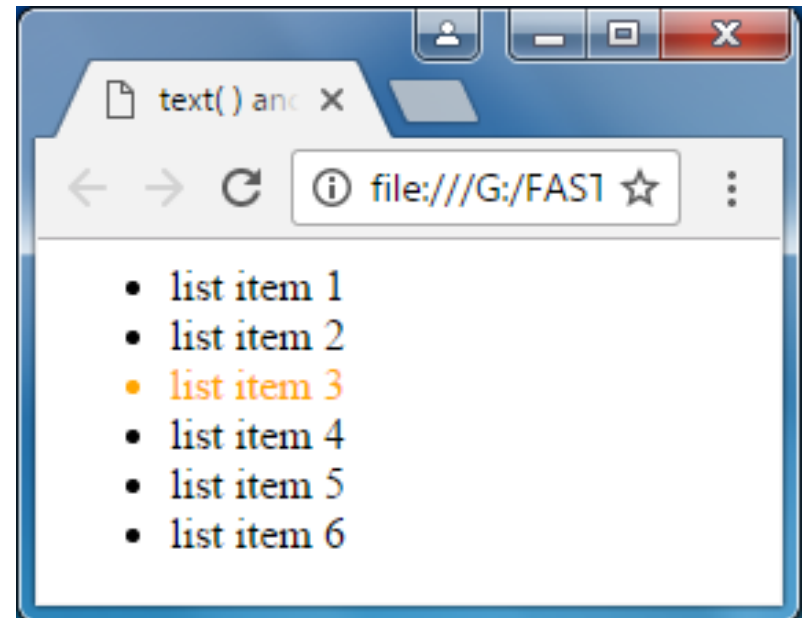 text( ) and
file:///G:/FAST
list item 1
list item 2
list item 3
list item 4
list item 5
list item 6